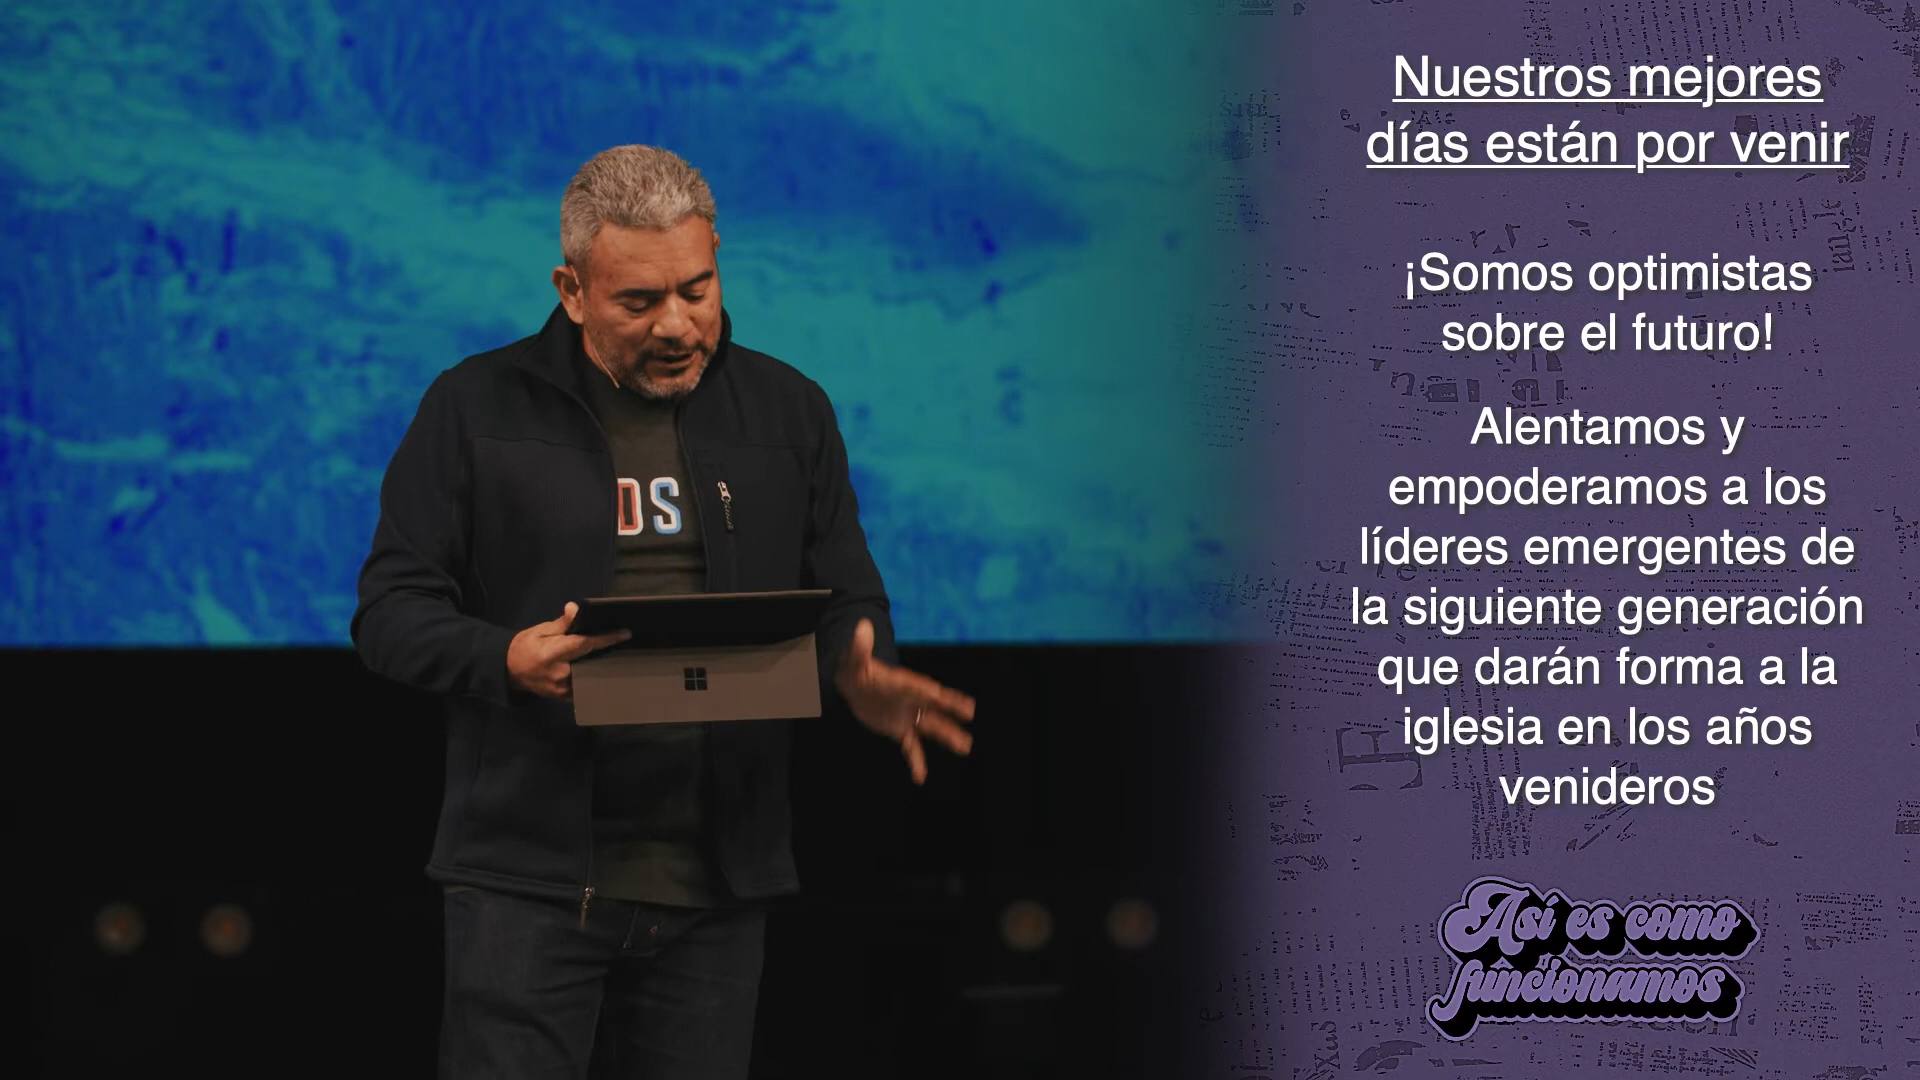 Nuestros mejores
días están por venir
¡Somos optimistas
sobre el futuro!
Alentamos y
empoderamos a los
líderes emergentes de
la siguiente generación
que darán forma a la
iglesia en los años
venideros
Así es como
funcionamos